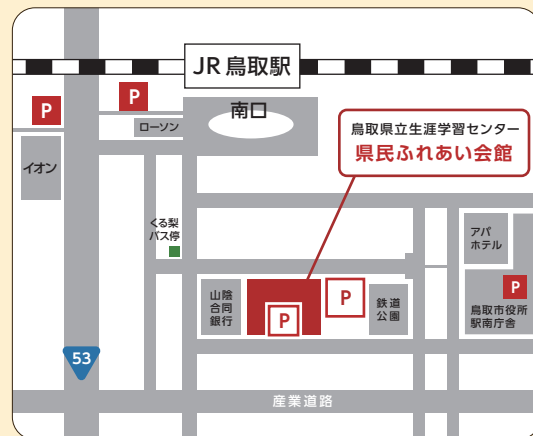 JR 鳥取駅
P
P
南口
ローソン
鳥取県立生涯学習センター
県民ふれあい会館
イオン
くる梨
バス停
アパ
ホテル
山陰
合同
銀行
P
P
鉄道
公園
P
鳥取市役所
駅南庁舎
53
産業道路